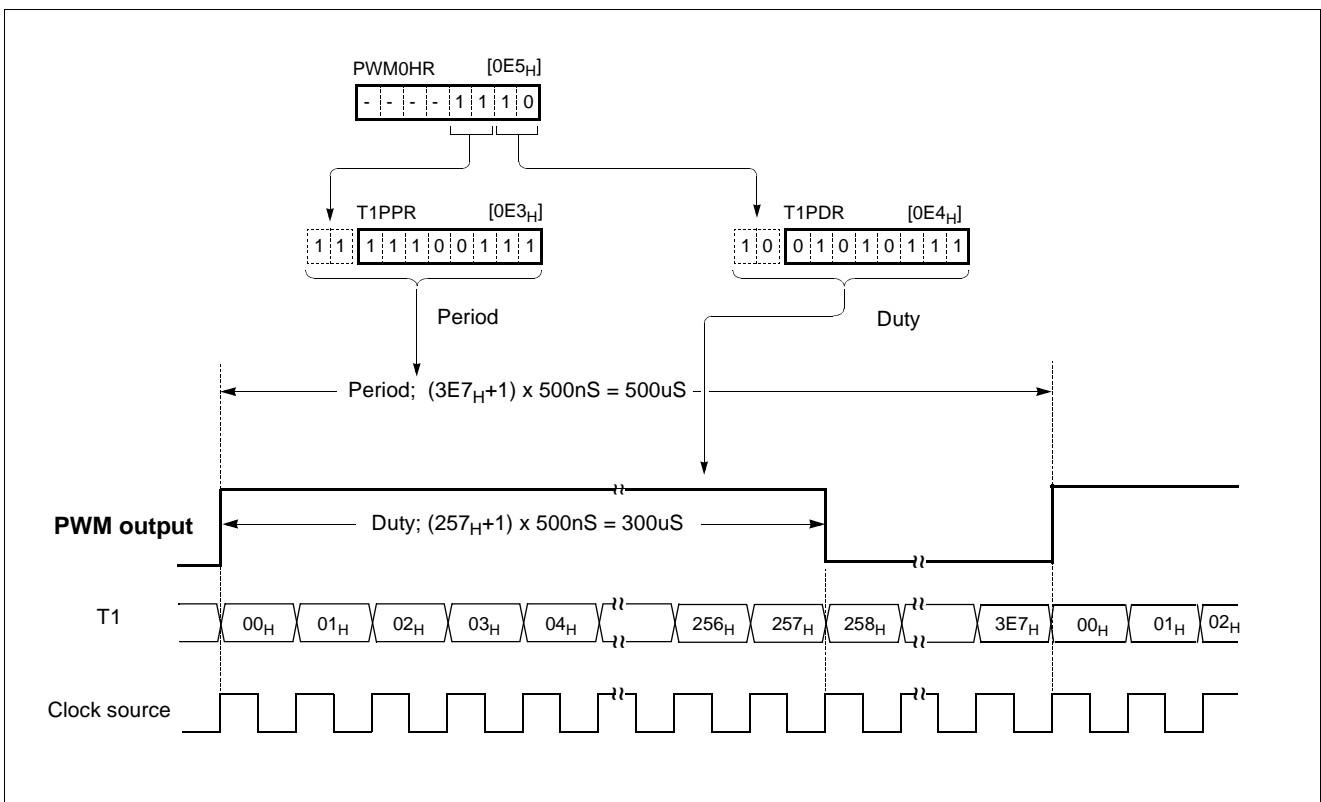 PWM0HR [0E5H]
- - - - 1 1 1 0
T1PPR [0E3H]
1 1 1 1 1 0 0 1 1 1
T1PDR [0E4H]
1 0 0 1 0 1 0 1 1 1
Period
Duty
Period; (3E7H+1) x 500nS = 500uS
PWM output
Duty; (257H+1) x 500nS = 300uS
T1 00H 01H 02H 03H 04H 256H 257H 258H 3E7H 00H 01H 02H
Clock source